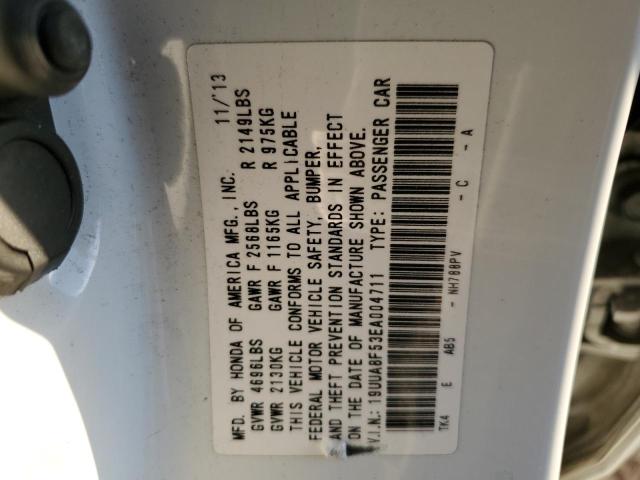 MFD. BY HONDA OF AMERICA MFG., INC. 11/'13
GVWR 4696LBS GAWR F 2568LBS R 2149LBS
GVWR 2130KG GAWR F 1165KG R 975KG
THIS VEHICLE CONFORMS TO ALL APPLICABLE
FEDERAL MOTOR VEHICLE SAFETY, BUMPER,
AND THEFT PREVENTION STANDARDS IN EFFECT
ON THE DATE OF MANUFACTURE SHOWN ABOVE.
V.I.N.: 19UUA8F53EA004711 TYPE: PASSENGER CAR
TK4 E AB5 - NH788PV - C - A